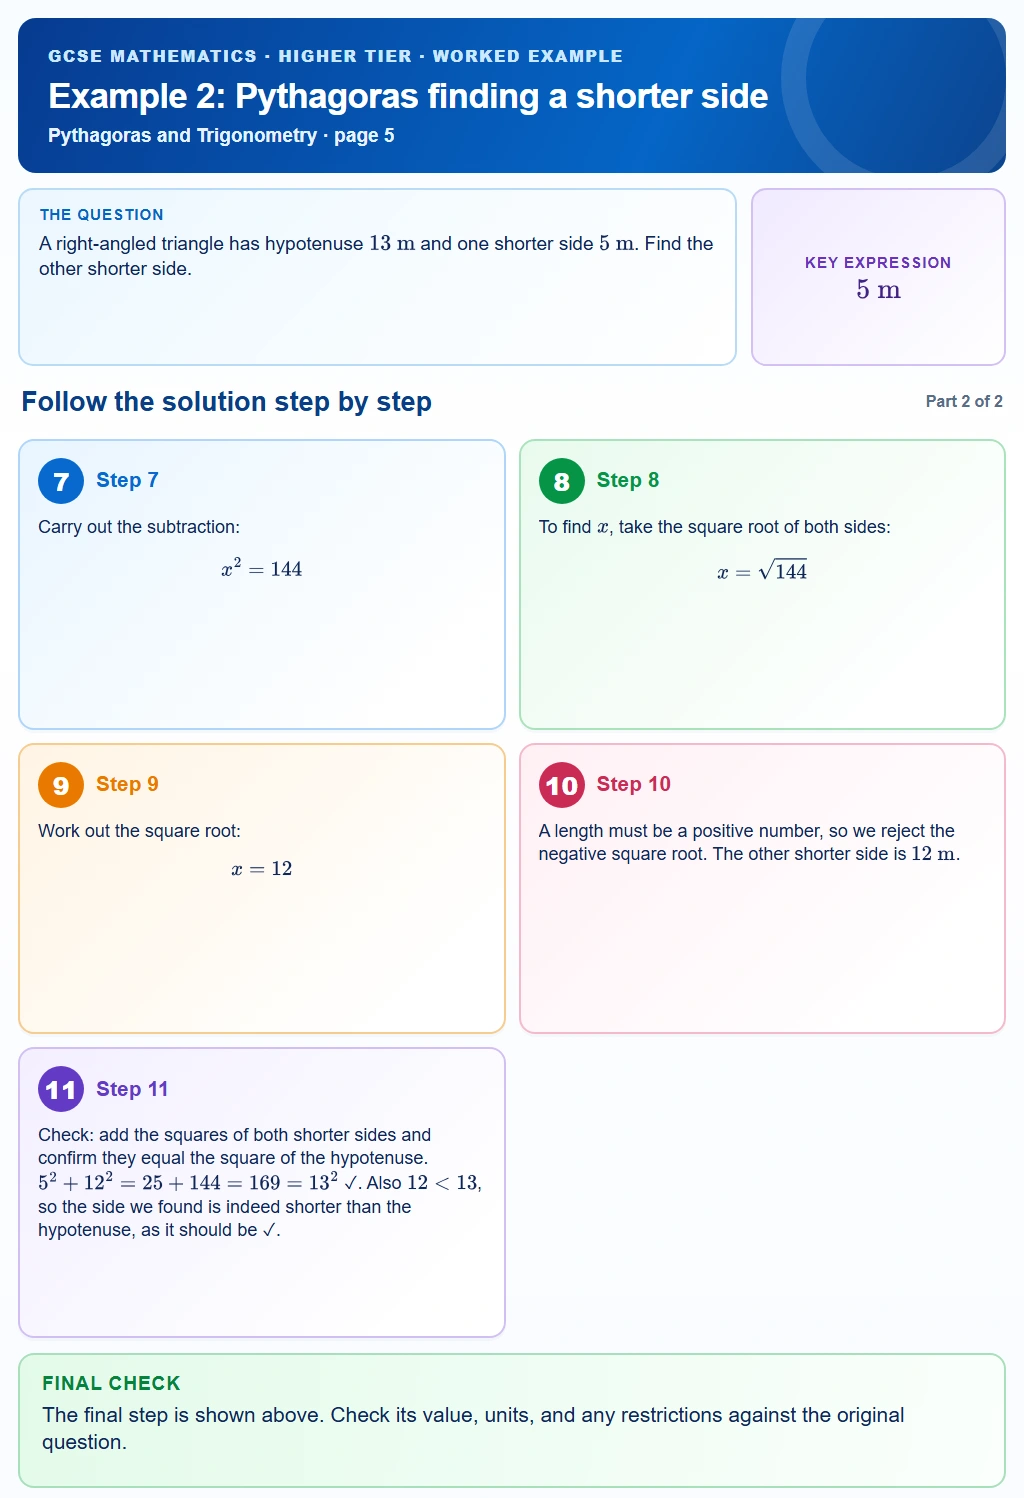 GCSE MATHEMATICS · HIGHER TIER · WORKED EXAMPLE
Example 2: Pythagoras finding a shorter side
Pythagoras and Trigonometry · page 5
THE QUESTION
A right-angled triangle has hypotenuse 13 m and one shorter side 5 m. Find the
other shorter side.
KEY EXPRESSION
5 m
Follow the solution step by step
Part 2 of 2
7 Step 7
Carry out the subtraction:
x² = 144
8 Step 8
To find x, take the square root of both sides:
x = √144
9 Step 9
Work out the square root:
x = 12
10 Step 10
A length must be a positive number, so we reject the
negative square root. The other shorter side is 12 m.
11 Step 11
Check: add the squares of both shorter sides and
confirm they equal the square of the hypotenuse.
5² + 12² = 25 + 144 = 169 = 13² ✓. Also 12 < 13,
so the side we found is indeed shorter than the
hypotenuse, as it should be ✓.
FINAL CHECK
The final step is shown above. Check its value, units, and any restrictions against the original
question.